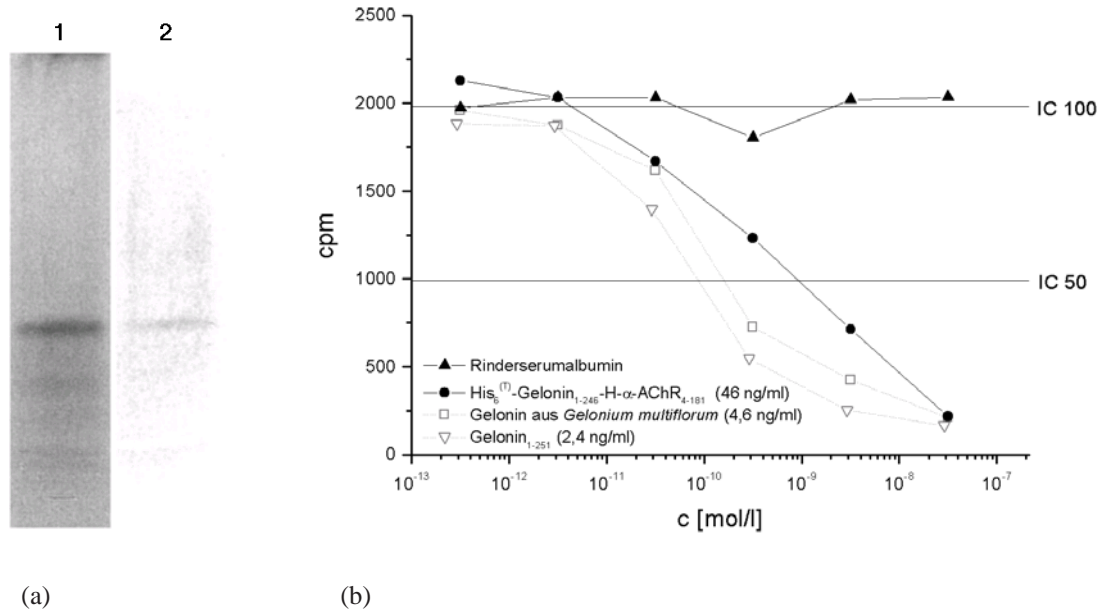 1 2
2500
2000
1500
1000
500
0
cpm
IC 100
IC 50
Rinderserumalbumin
His₆⁽ᵀ⁾-Gelonin₁₋₂₄₆-H-α-AChR₄₋₁₈₁ (46 ng/ml)
Gelonin aus Gelonium multiflorum (4,6 ng/ml)
Gelonin₁₋₂₅₁ (2,4 ng/ml)
10⁻¹³ 10⁻¹² 10⁻¹¹ 10⁻¹⁰ 10⁻⁹ 10⁻⁸ 10⁻⁷
c [mol/l]
(a) (b)